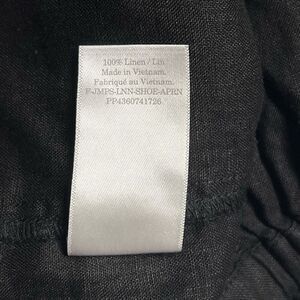 100% Linen / Lin
Made in Vietnam.
Fabriqué au Vietnam.
F-JMPS-LNN-SHOE-APRN
PP4360741726